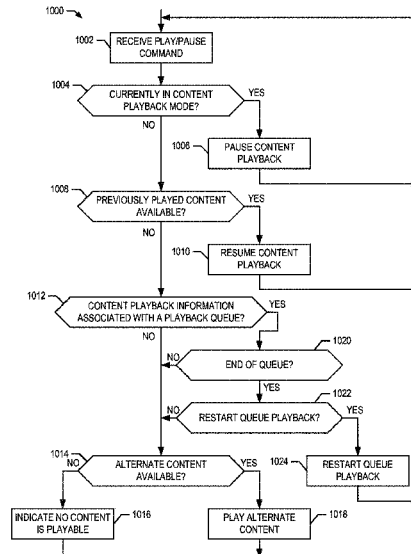 1000
1002
RECEIVE PLAY/PAUSE
COMMAND
1004
CURRENTLY IN CONTENT
PLAYBACK MODE?
YES
NO
1006
PAUSE CONTENT
PLAYBACK
1008
PREVIOUSLY PLAYED CONTENT
AVAILABLE?
YES
NO
1010
RESUME CONTENT
PLAYBACK
1012
CONTENT PLAYBACK INFORMATION
ASSOCIATED WITH A PLAYBACK QUEUE?
YES
NO
1020
NO
END OF QUEUE?
YES
1022
NO
RESTART QUEUE PLAYBACK?
YES
1014
NO
ALTERNATE CONTENT
AVAILABLE?
YES
1024
RESTART QUEUE
PLAYBACK
INDICATE NO CONTENT
IS PLAYABLE
1016
PLAY ALTERNATE
CONTENT
1018